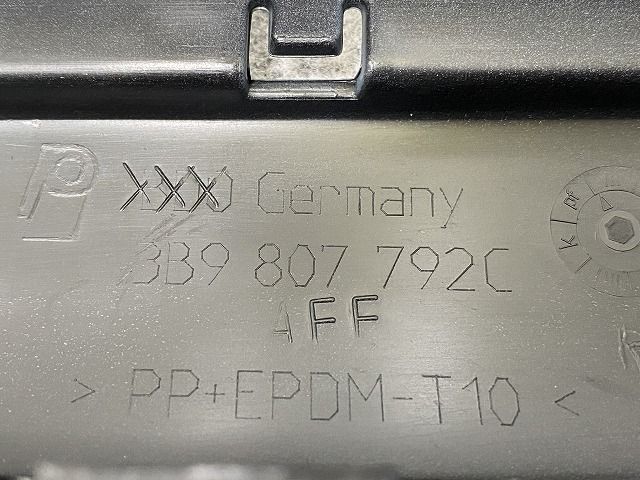 Germany
3B9 807 792C
AFF
> PP+EPDM-T10 <